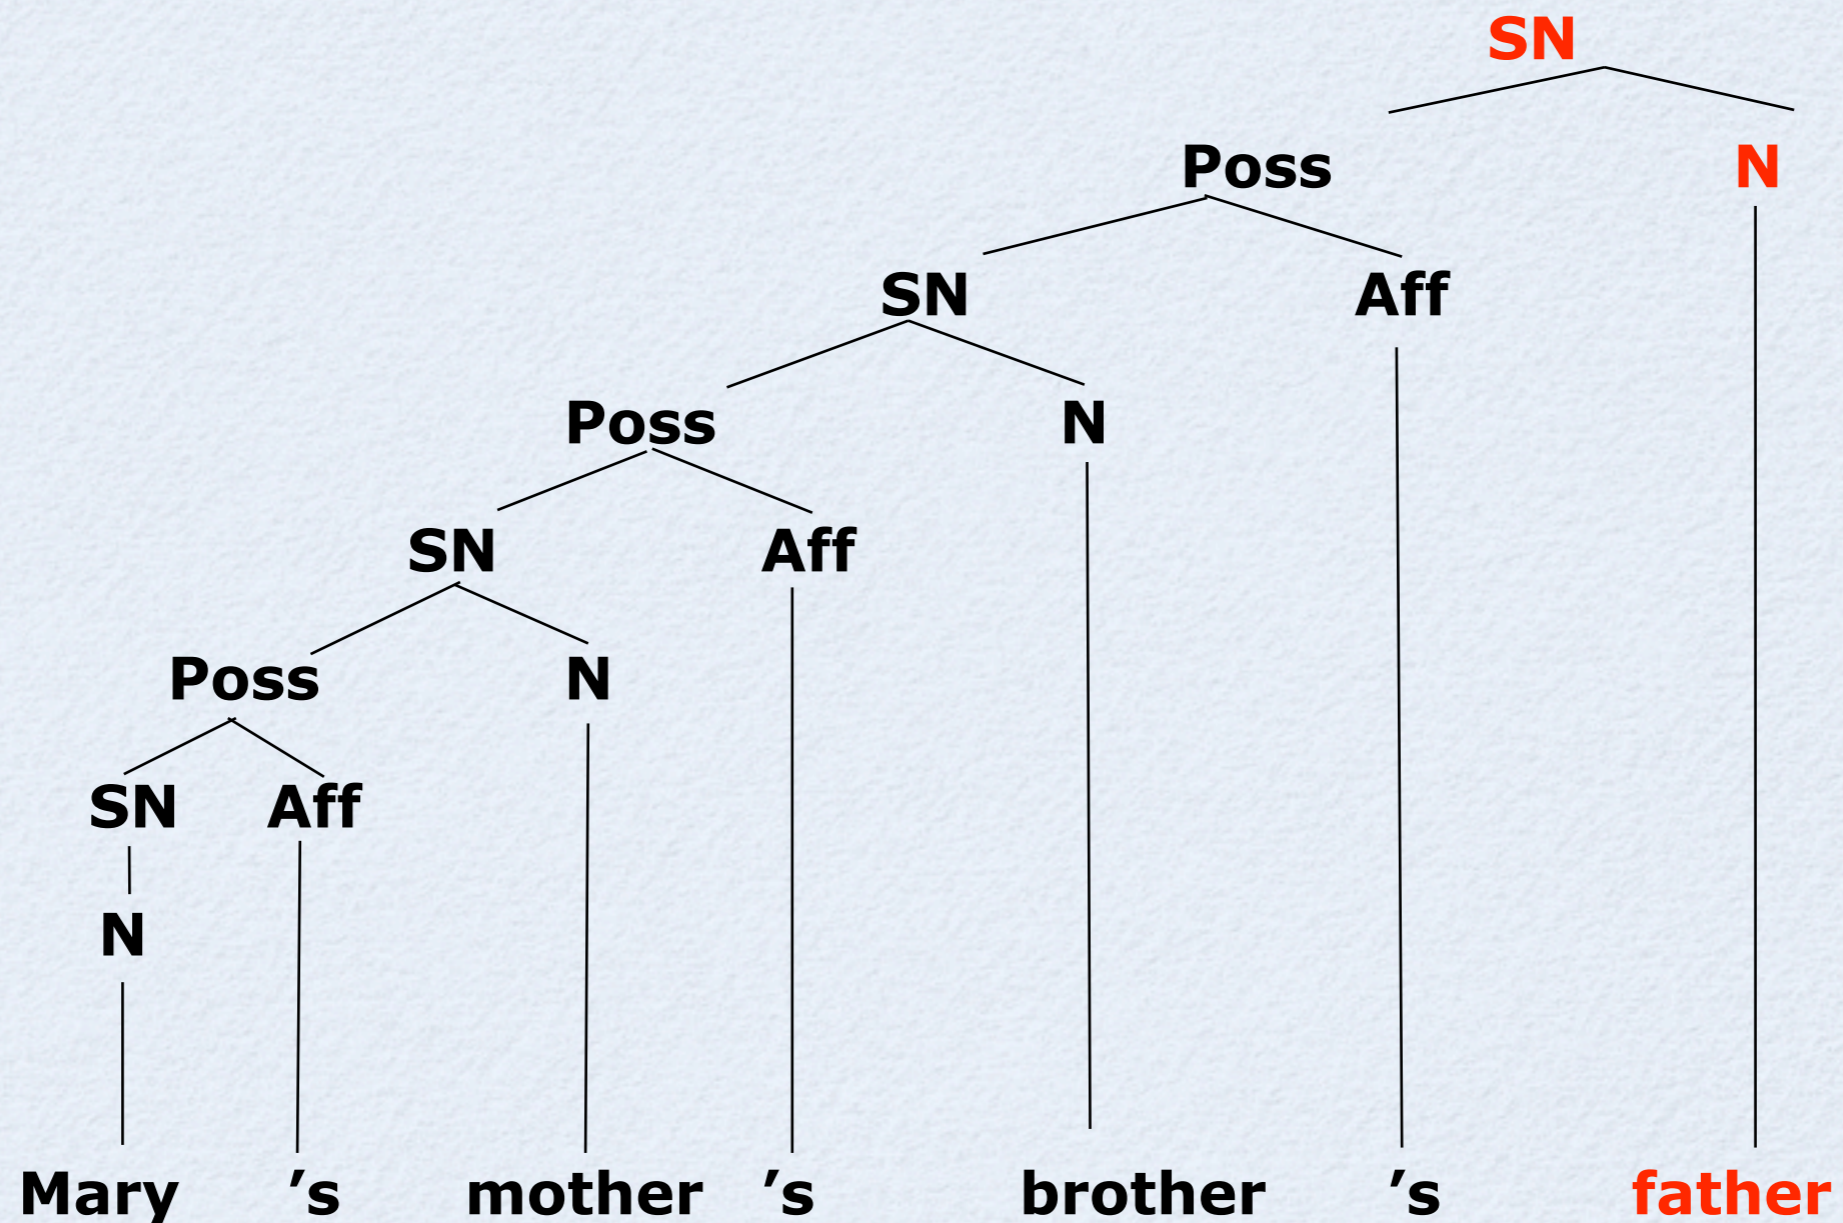 SN
Poss N
SN Aff
Poss N
SN Aff
Poss N
SN Aff
N
Mary ’s mother ’s brother ’s father